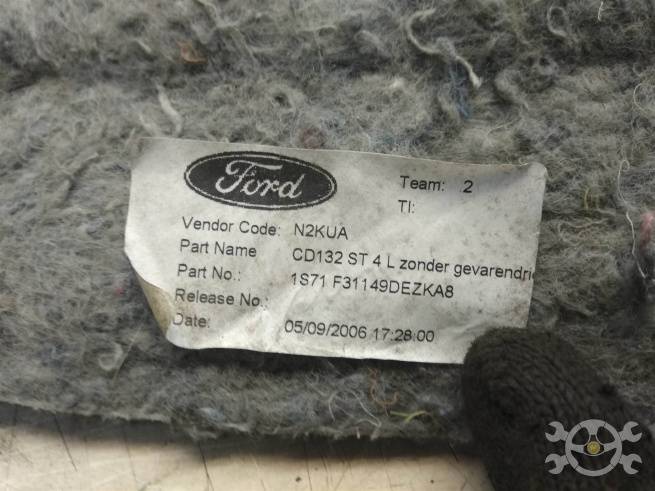 Ford
Team: 2
TI:
Vendor Code: N2KUA
Part Name CD132 ST 4 L zonder gevarendri
Part No.: 1S71 F31149DEZKA8
Release No.:
Date: 05/09/2006 17:28:00